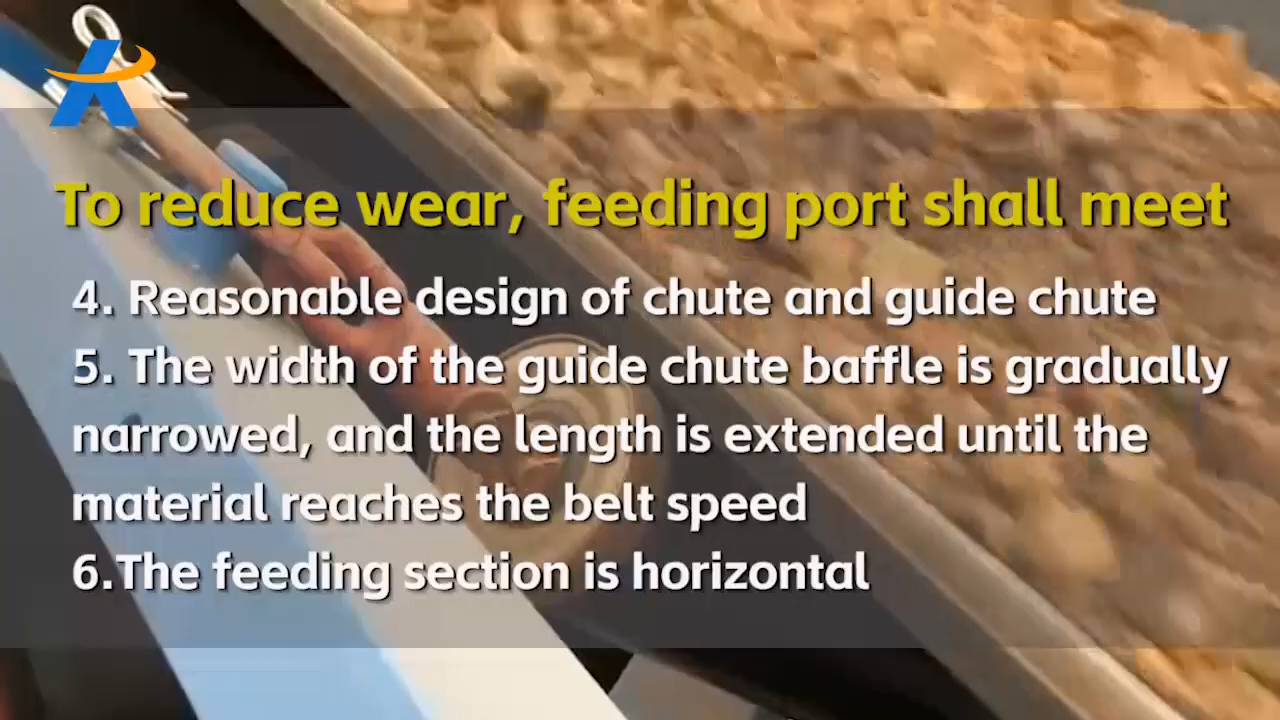 To reduce wear, feeding port shall meet
4. Reasonable design of chute and guide chute
5. The width of the guide chute baffle is gradually
narrowed, and the length is extended until the
material reaches the belt speed
6.The feeding section is horizontal